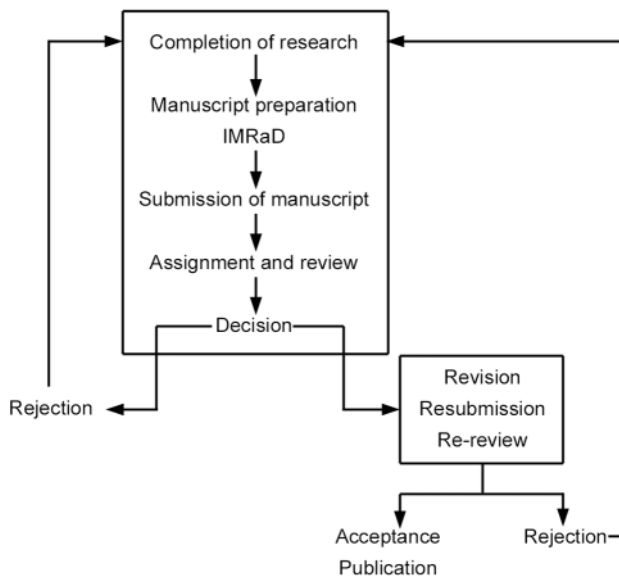 Completion of research
Manuscript preparation
IMRaD
Submission of manuscript
Assignment and review
Decision
Rejection
Revision
Resubmission
Re-review
Acceptance
Publication
Rejection